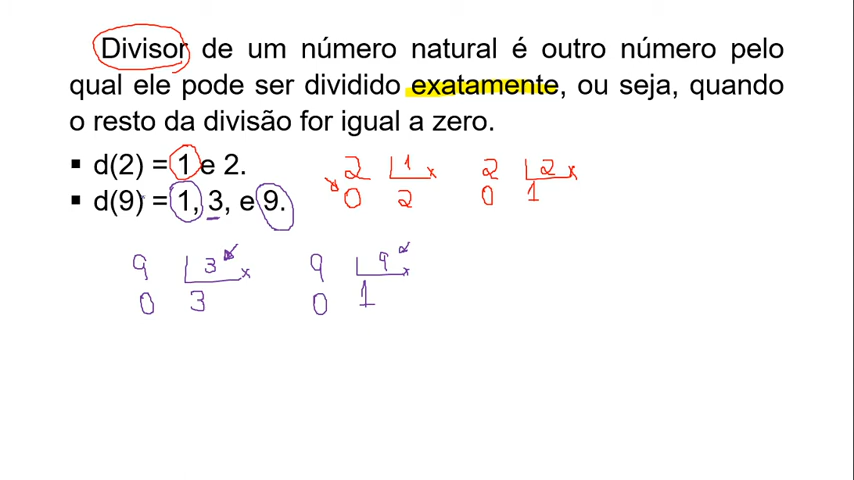 Divisor de um número natural é outro número pelo
qual ele pode ser dividido exatamente, ou seja, quando
o resto da divisão for igual a zero.
▪ d(2) = 1 e 2.
2 1 x
0 2
2 2 x
0 1
▪ d(9) = 1, 3, e 9.
9 3 x
0 3
9 9 x
0 1